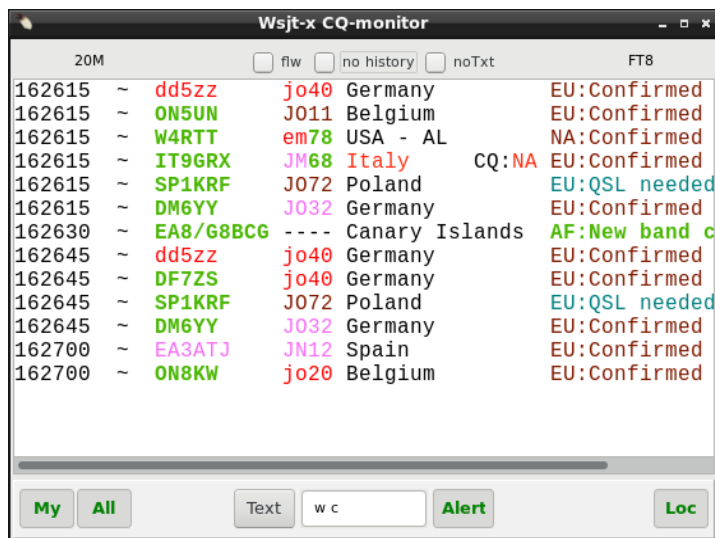 Wsjt-x CQ-monitor
20M flw no history noTxt FT8
162615 ~ dd5zz jo40 Germany EU:Confirmed
162615 ~ ON5UN JO11 Belgium EU:Confirmed
162615 ~ W4RTT em78 USA - AL NA:Confirmed
162615 ~ IT9GRX JM68 Italy CQ:NA EU:Confirmed
162615 ~ SP1KRF JO72 Poland EU:QSL needed
162615 ~ DM6YY JO32 Germany EU:Confirmed
162630 ~ EA8/G8BCG ---- Canary Islands AF:New band c
162645 ~ dd5zz jo40 Germany EU:Confirmed
162645 ~ DF7ZS jo40 Germany EU:Confirmed
162645 ~ SP1KRF JO72 Poland EU:QSL needed
162645 ~ DM6YY JO32 Germany EU:Confirmed
162700 ~ EA3ATJ JN12 Spain EU:Confirmed
162700 ~ ON8KW jo20 Belgium EU:Confirmed
My All Text w c Alert Loc